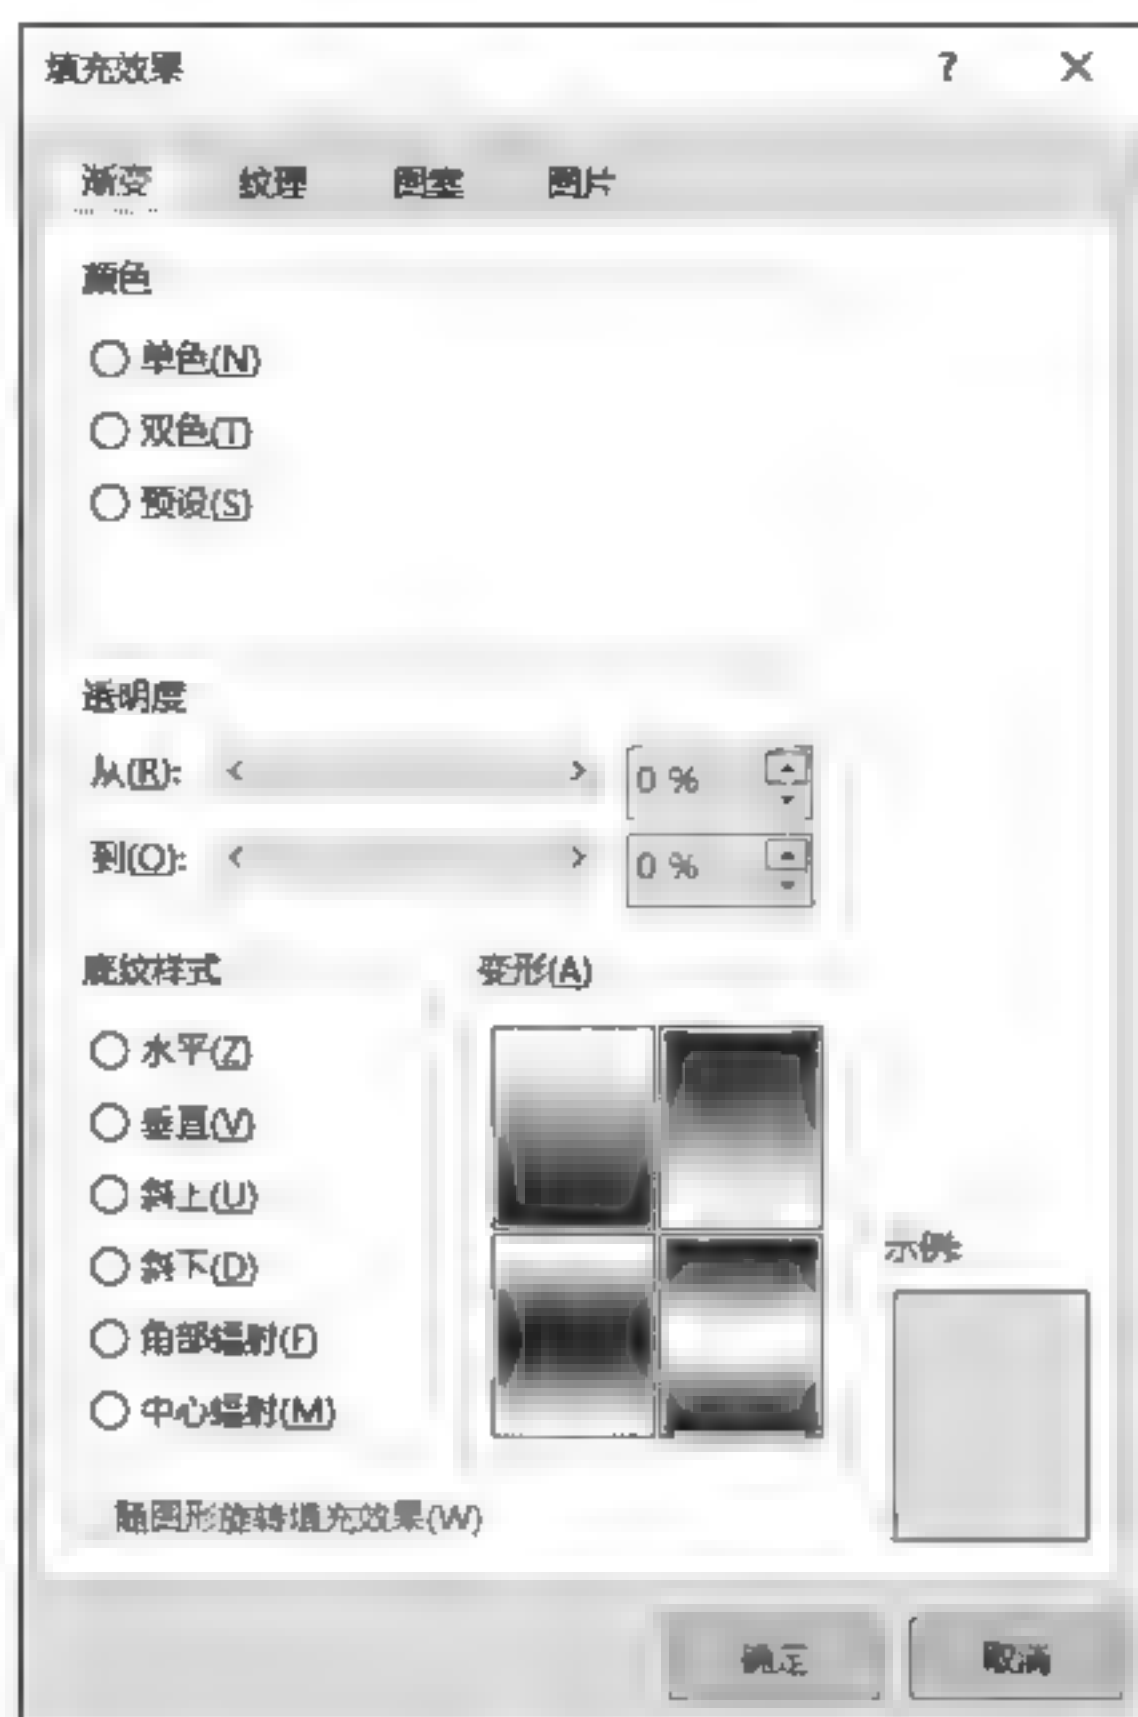 填充效果 ? ×
渐变 纹理 图案 图片
颜色
单色(N)
双色(T)
预设(S)
透明度
从(R): < > 0 %
到(O): < > 0 %
底纹样式 变形(A)
水平(Z)
垂直(V)
斜上(U)
斜下(D)
角部辐射(F)
中心辐射(M)
示例:
随图形旋转填充效果(W)
确定 取消